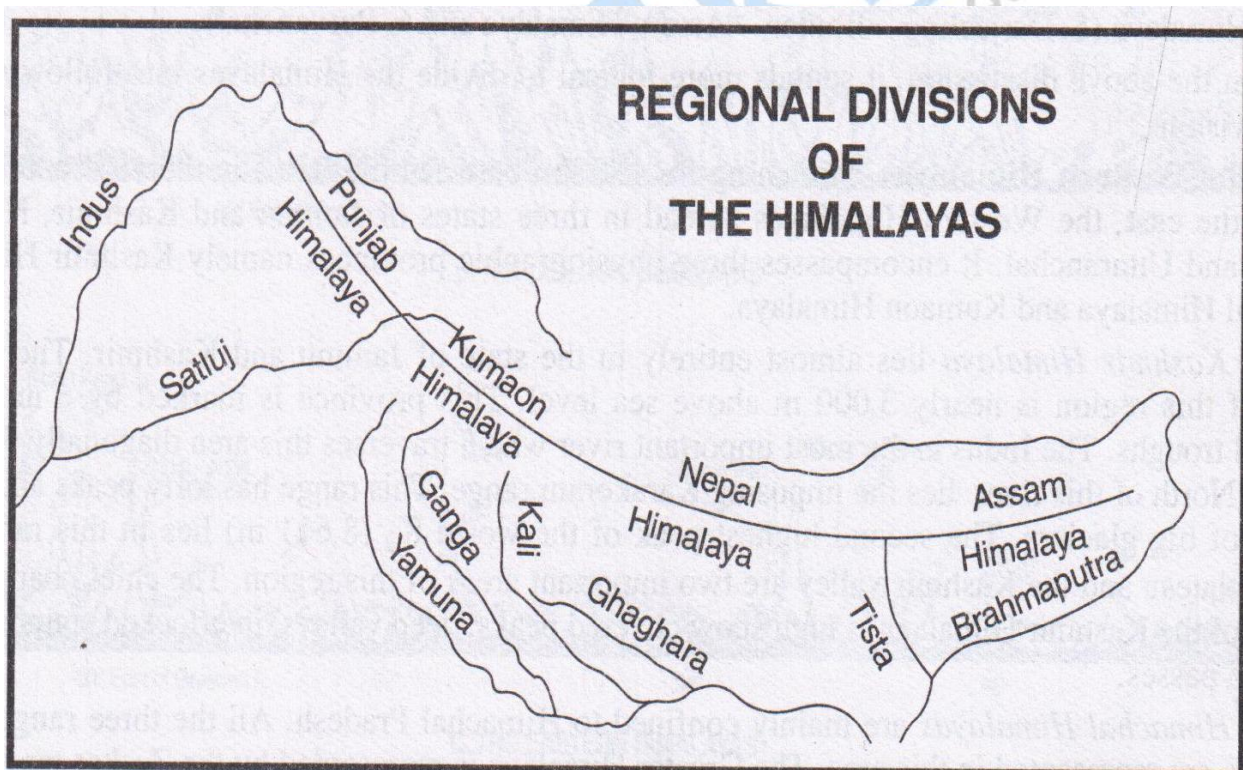 REGIONAL DIVISIONS
OF
THE HIMALAYAS
Indus
Punjab
Himalaya
Satluj
Kumaon
Himalaya
Ganga
Yamuna
Kali
Nepal
Himalaya
Ghaghara
Assam
Himalaya
Brahmaputra
Tista